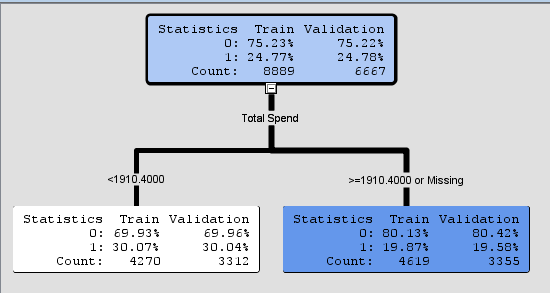 Statistics Train Validation
0: 75.23% 75.22%
1: 24.77% 24.78%
Count: 8889 6667
Total Spend
<1910.4000
>=1910.4000 or Missing
Statistics Train Validation
0: 69.93% 69.96%
1: 30.07% 30.04%
Count: 4270 3312
Statistics Train Validation
0: 80.13% 80.42%
1: 19.87% 19.58%
Count: 4619 3355